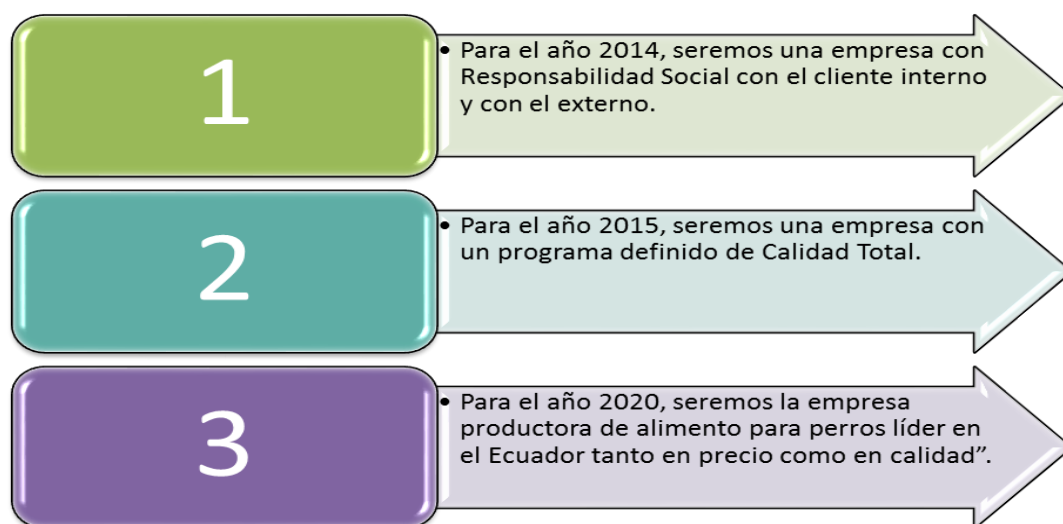 1
• Para el año 2014, seremos una empresa con
Responsabilidad Social con el cliente interno
y con el externo.
2
• Para el año 2015, seremos una empresa con
un programa definido de Calidad Total.
3
• Para el año 2020, seremos la empresa
productora de alimento para perros líder en
el Ecuador tanto en precio como en calidad”.